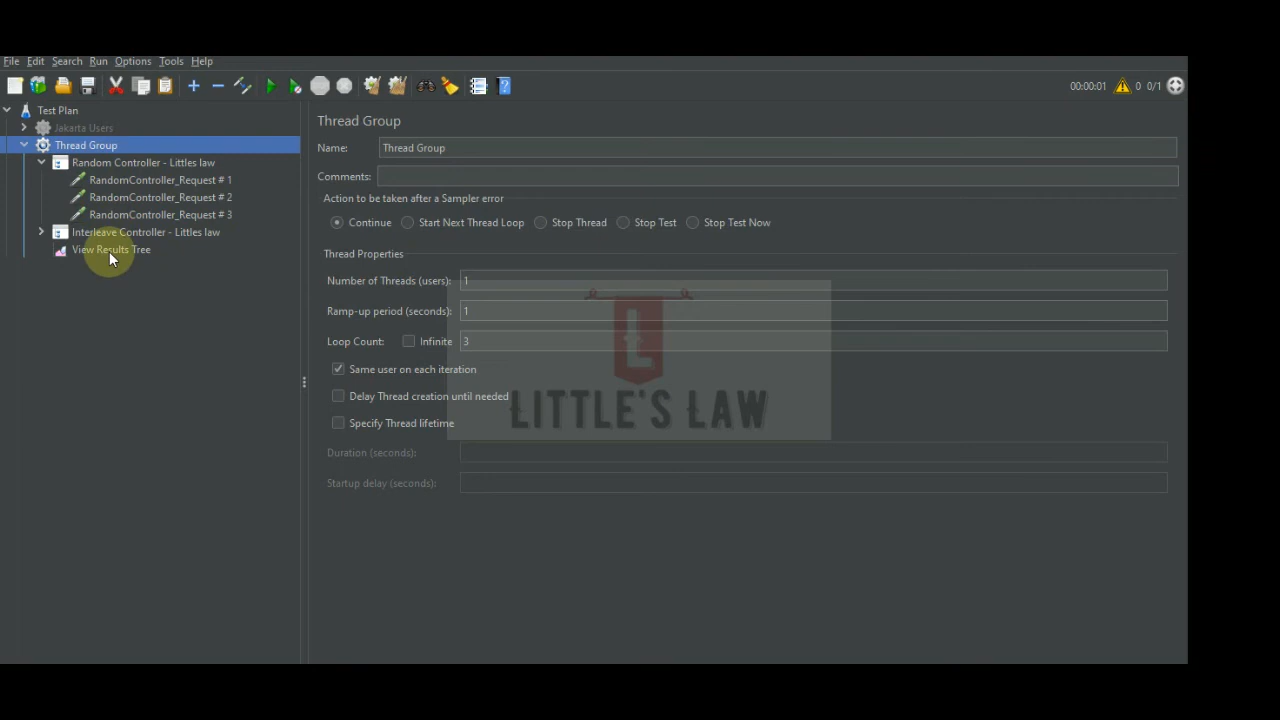 File Edit Search Run Options Tools Help
00:00:01 0 0/1
Test Plan
Jakarta Users
Thread Group
Random Controller - Littles law
RandomController_Request # 1
RandomController_Request # 2
RandomController_Request # 3
Interleave Controller - Littles law
View Results Tree
Thread Group
Name: Thread Group
Comments:
Action to be taken after a Sampler error
Continue Start Next Thread Loop Stop Thread Stop Test Stop Test Now
Thread Properties
Number of Threads (users): 1
Ramp-up period (seconds): 1
Loop Count: Infinite 3
Same user on each iteration
Delay Thread creation until needed
Specify Thread lifetime
Duration (seconds):
Startup delay (seconds):
L
LITTLE'S LAW